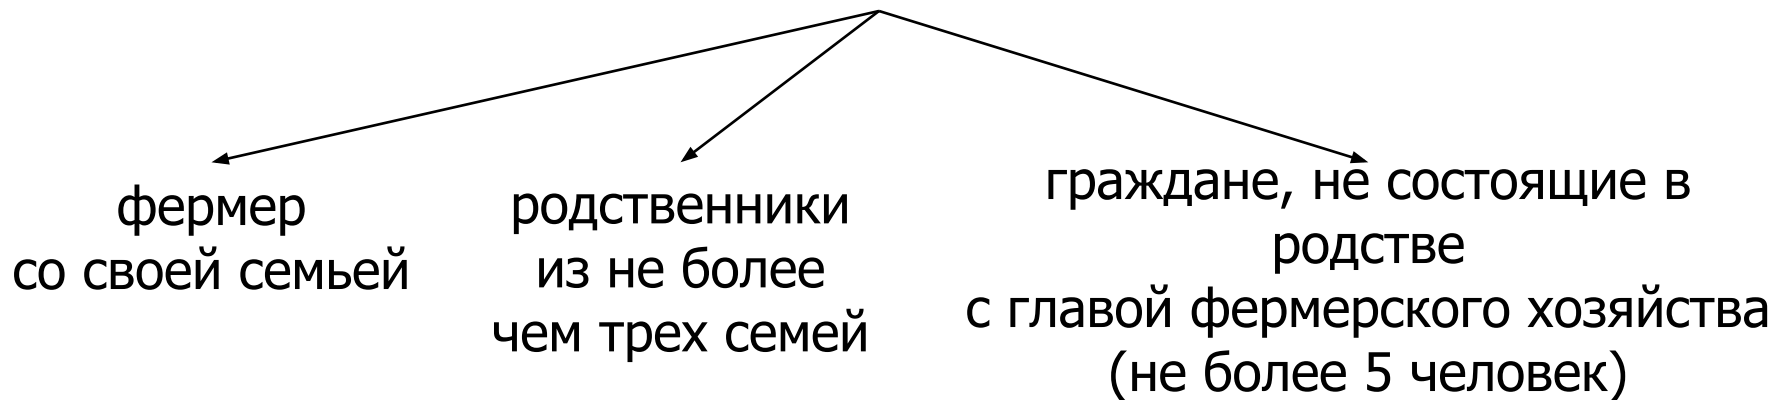 фермер
со своей семьей
родственники
из не более
чем трех семей
граждане, не состоящие в
родстве
с главой фермерского хозяйства
(не более 5 человек)